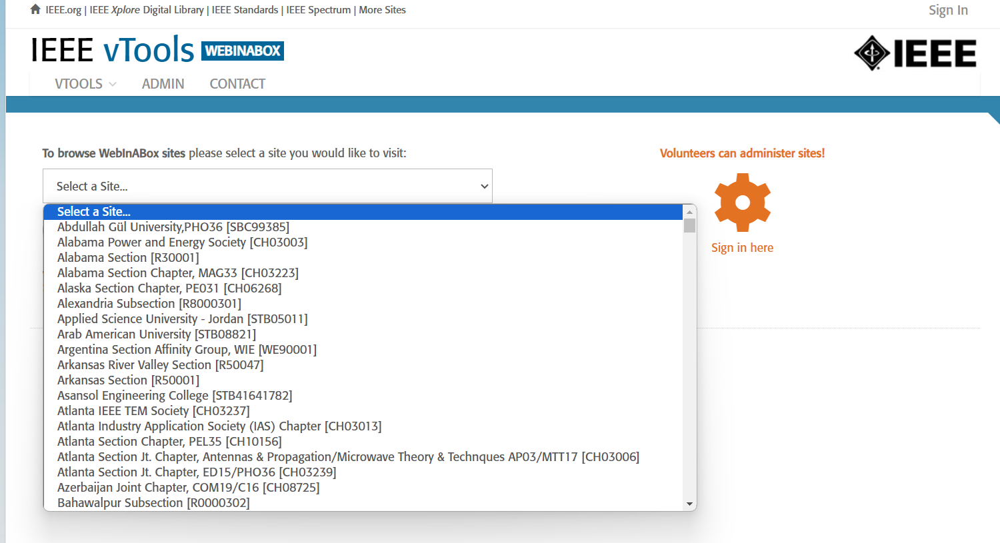 IEEE.org | IEEE Xplore Digital Library | IEEE Standards | IEEE Spectrum | More Sites
Sign In
IEEE vTools WEBINABOX
IEEE
VTOOLS ADMIN CONTACT
To browse WebInABox sites please select a site you would like to visit:
Select a Site...
Select a Site...
Abdullah Gül University,PHO36 [SBC99385]
Alabama Power and Energy Society [CH03003]
Alabama Section [R30001]
Alabama Section Chapter, MAG33 [CH03223]
Alaska Section Chapter, PE031 [CH06268]
Alexandria Subsection [R8000301]
Applied Science University - Jordan [STB05011]
Arab American University [STB08821]
Argentina Section Affinity Group, WIE [WE90001]
Arkansas River Valley Section [R50047]
Arkansas Section [R50001]
Asansol Engineering College [STB41641782]
Atlanta IEEE TEM Society [CH03237]
Atlanta Industry Application Society (IAS) Chapter [CH03013]
Atlanta Section Chapter, PEL35 [CH10156]
Atlanta Section Jt. Chapter, Antennas & Propagation/Microwave Theory & Technques AP03/MTT17 [CH03006]
Atlanta Section Jt. Chapter, ED15/PHO36 [CH03239]
Azerbaijan Joint Chapter, COM19/C16 [CH08725]
Bahawalpur Subsection [R0000302]
Volunteers can administer sites!
Sign in here